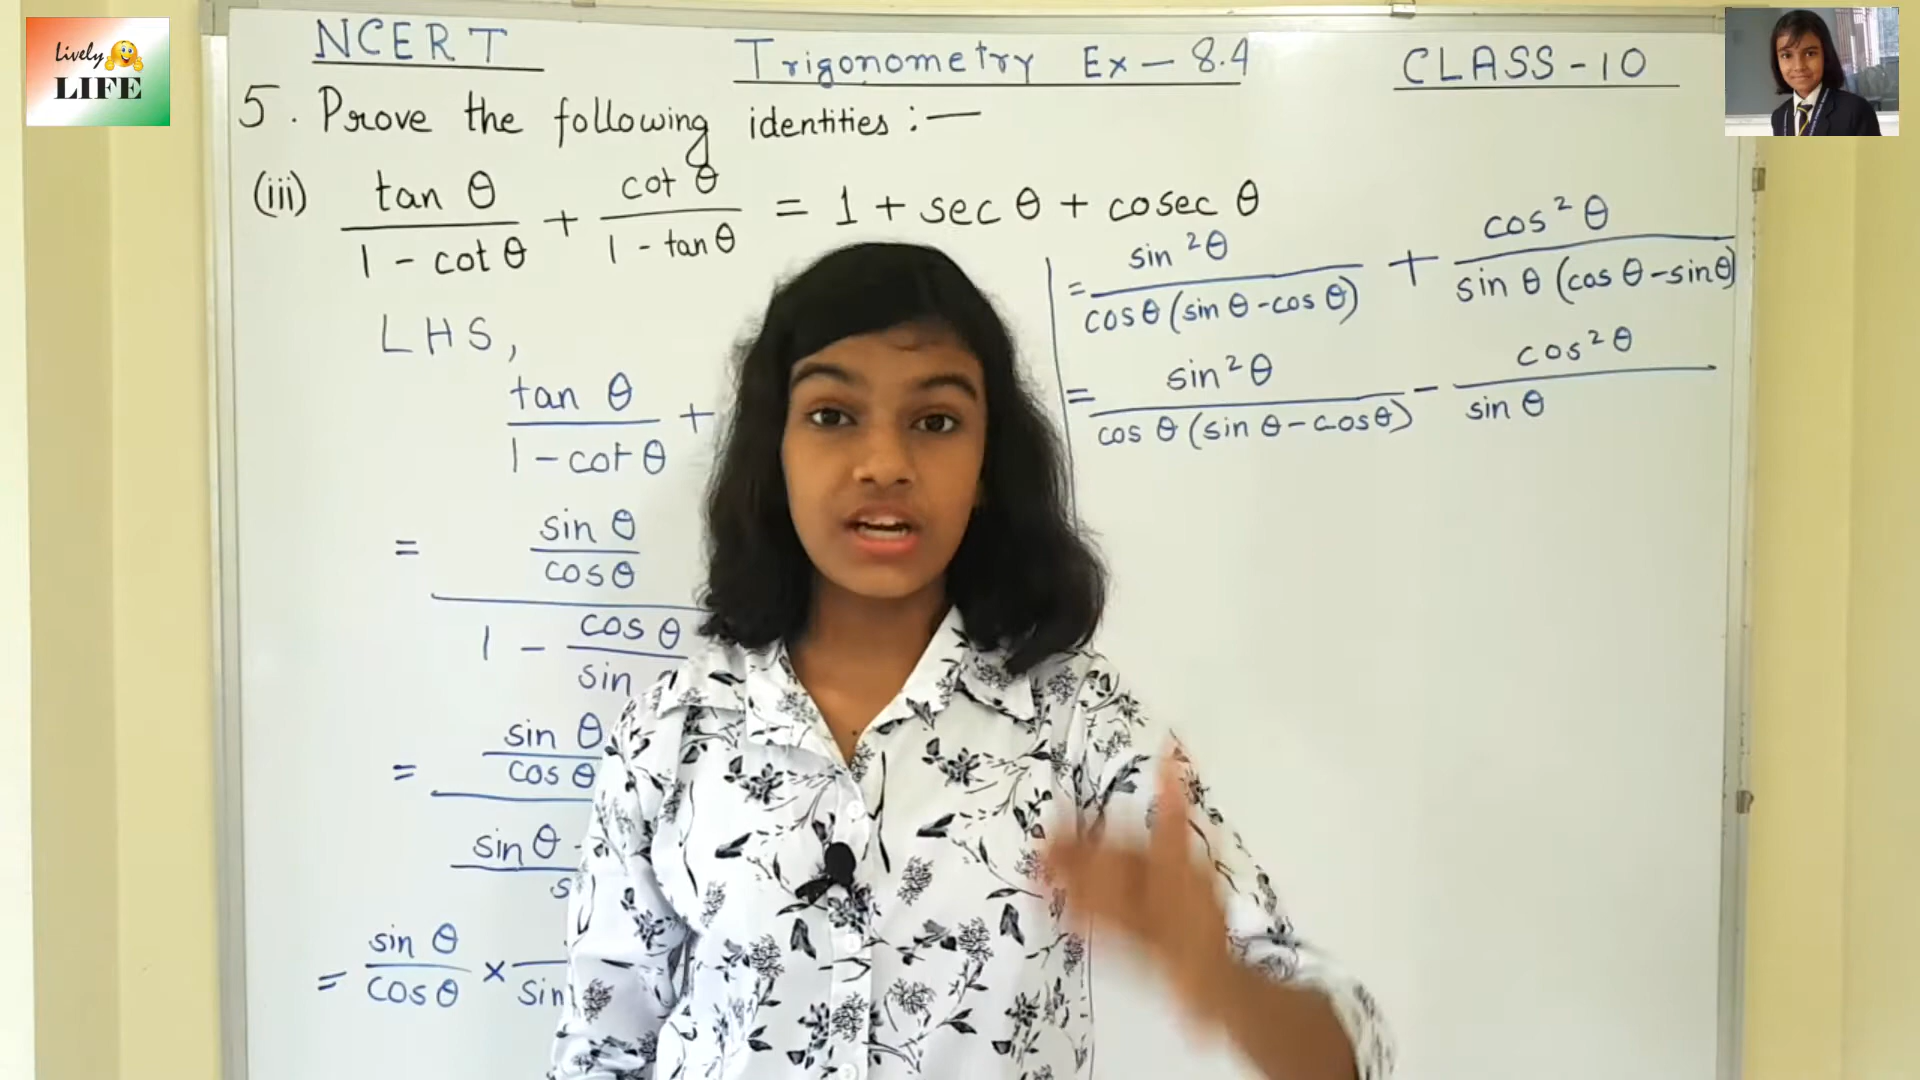 Lively
LIFE
NCERT Trigonometry Ex - 8.4 CLASS - 10
5. Prove the following identities :—
(iii) tan θ / 1 - cot θ + cot θ / 1 - tan θ = 1 + sec θ + cosec θ
LHS,
tan θ / 1 - cot θ +
= sin θ / cos θ
1 - cos θ / sin
= sin θ / cos θ
sin θ -
s
= sin θ / cos θ × / sin
= sin²θ / cos θ (sin θ - cos θ) + cos²θ / sin θ (cos θ - sin θ)
= sin²θ / cos θ (sin θ - cos θ) - cos²θ / sin θ